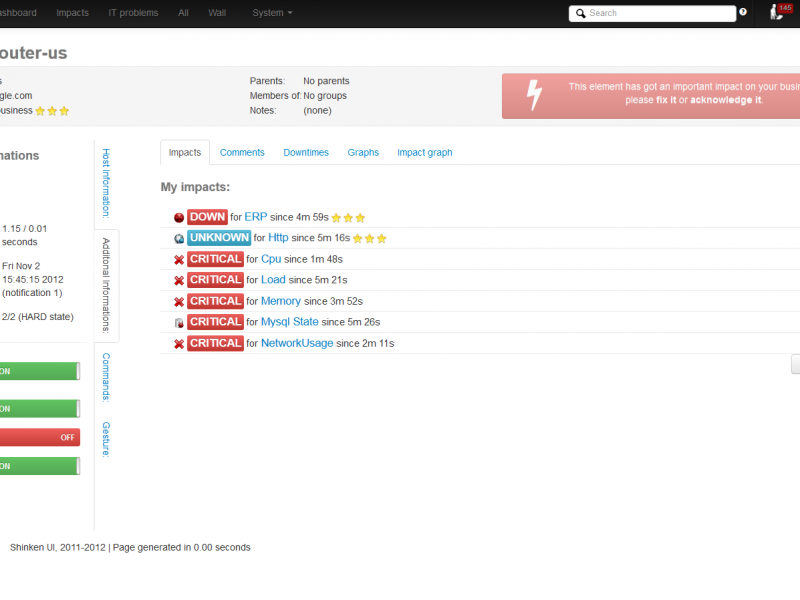 ashboard Impacts IT problems All Wall System Search 145
outer-us
s
gle.com
usiness
Parents: No parents
Members of: No groups
Notes: (none)
This element has got an important impact on your busi
please fix it or acknowledge it.
nations
1.15 / 0.01
seconds
Fri Nov 2
15:45:15 2012
(notification 1)
2/2 (HARD state)
ON
ON
OFF
ON
Host Information:
Additonal Informations:
Commands:
Gesture:
Impacts Comments Downtimes Graphs Impact graph
My impacts:
DOWN for ERP since 4m 59s
UNKNOWN for Http since 5m 16s
CRITICAL for Cpu since 1m 48s
CRITICAL for Load since 5m 21s
CRITICAL for Memory since 3m 52s
CRITICAL for Mysql State since 5m 26s
CRITICAL for NetworkUsage since 2m 11s
Shinken UI, 2011-2012 | Page generated in 0.00 seconds